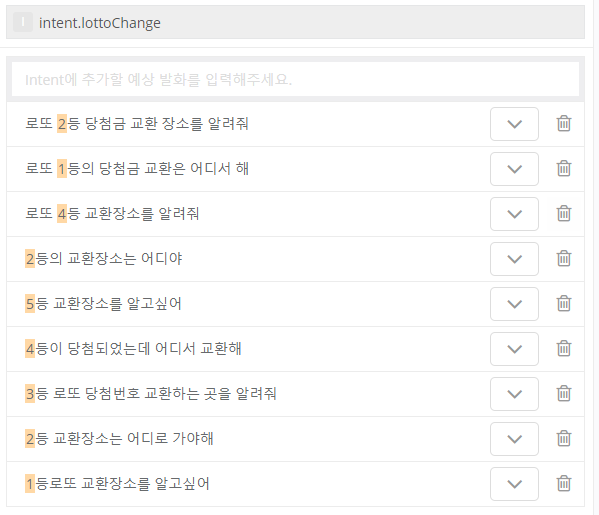 I intent.lottoChange
Intent에 추가할 예상 발화를 입력해주세요.
로또 2등 당첨금 교환 장소를 알려줘
로또 1등의 당첨금 교환은 어디서 해
로또 4등 교환장소를 알려줘
2등의 교환장소는 어디야
5등 교환장소를 알고싶어
4등이 당첨되었는데 어디서 교환해
3등 로또 당첨번호 교환하는 곳을 알려줘
2등 교환장소는 어디로 가야해
1등로또 교환장소를 알고싶어